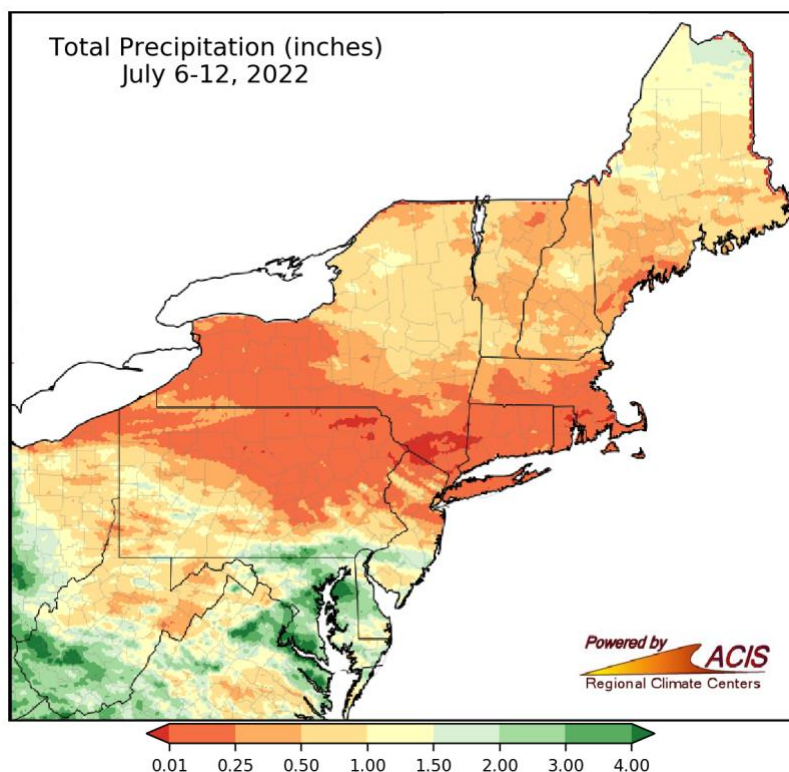 Total Precipitation (inches)
July 6-12, 2022
Powered by
ACIS
Regional Climate Centers
0.01 0.25 0.50 1.00 1.50 2.00 3.00 4.00